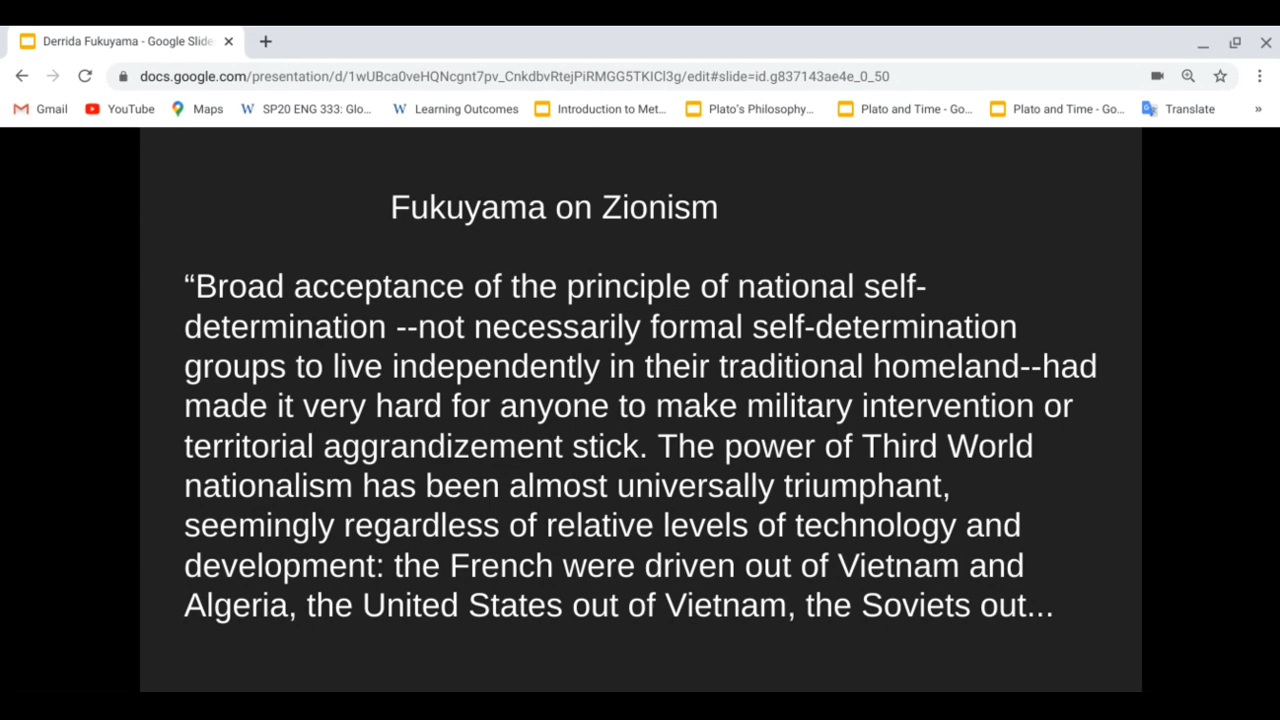 Derrida Fukuyama - Google Slide
docs.google.com/presentation/d/1wUBca0veHQNcgnt7pv_CnkdbvRtejPiRMGG5TKICl3g/edit#slide=id.g837143ae4e_0_50
Gmail YouTube Maps SP20 ENG 333: Glo... Learning Outcomes Introduction to Met... Plato's Philosophy... Plato and Time - Go... Plato and Time - Go... Translate »
Fukuyama on Zionism
“Broad acceptance of the principle of national self-
determination --not necessarily formal self-determination
groups to live independently in their traditional homeland--had
made it very hard for anyone to make military intervention or
territorial aggrandizement stick. The power of Third World
nationalism has been almost universally triumphant,
seemingly regardless of relative levels of technology and
development: the French were driven out of Vietnam and
Algeria, the United States out of Vietnam, the Soviets out...